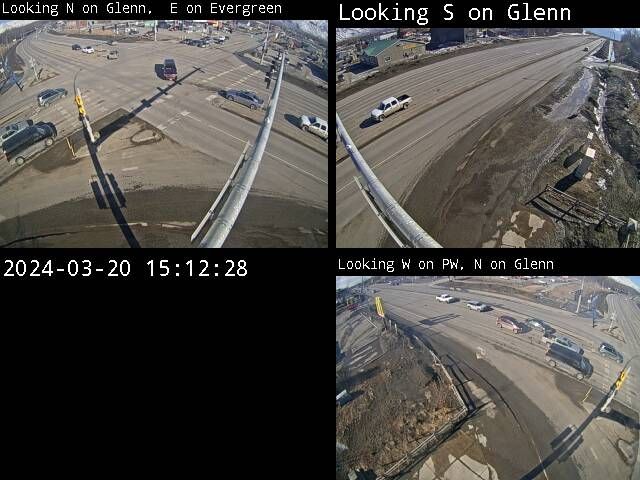 Looking N on Glenn,  E on Evergreen
Looking S on Glenn
2024-03-20 15:12:28
Looking W on PW, N on Glenn